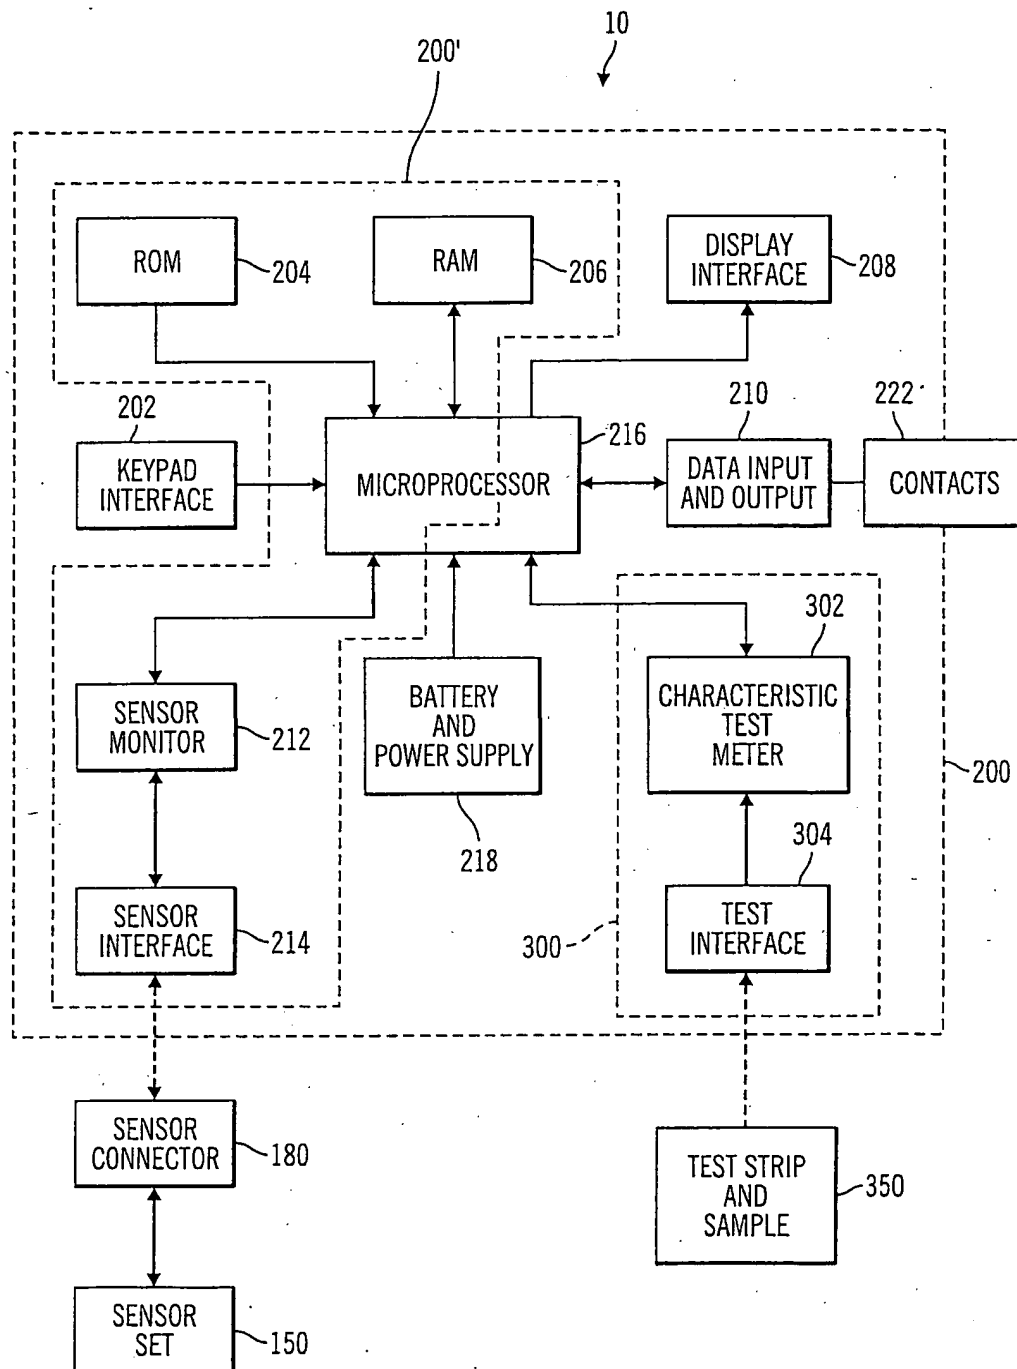 10
200'
ROM
204
RAM
206
DISPLAY
INTERFACE
208
202
KEYPAD
INTERFACE
MICROPROCESSOR
216
210
DATA INPUT
AND OUTPUT
222
CONTACTS
SENSOR
MONITOR
212
BATTERY
AND
POWER SUPPLY
218
302
CHARACTERISTIC
TEST
METER
200
304
SENSOR
INTERFACE
214
300
TEST
INTERFACE
SENSOR
CONNECTOR
180
TEST STRIP
AND
SAMPLE
350
SENSOR
SET
150